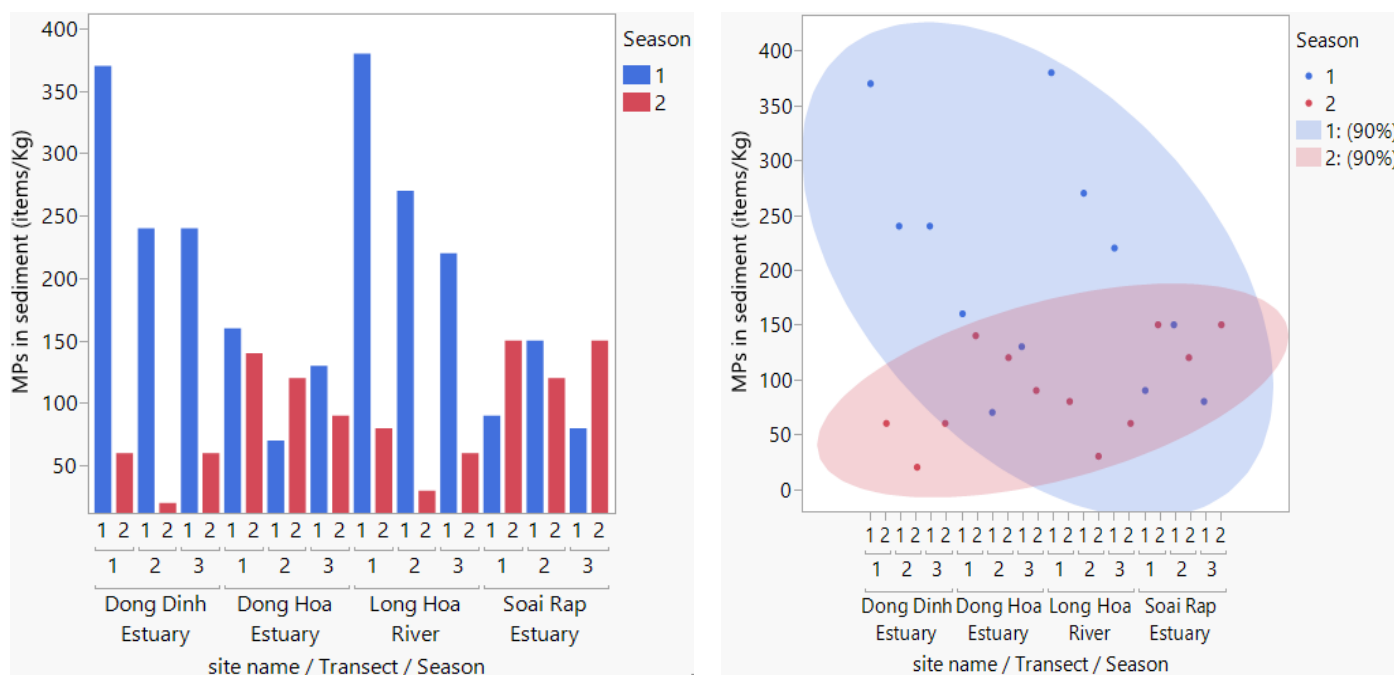 MPs in sediment (items/Kg)
400
350
300
250
200
150
100
50
Season
1
2
1 2 1 2 1 2 1 2 1 2 1 2 1 2 1 2 1 2 1 2 1 2 1 2
1 2 3 1 2 3 1 2 3 1 2 3
Dong Dinh Dong Hoa Long Hoa Soai Rap
Estuary Estuary River Estuary
site name / Transect / Season
MPs in sediment (items/Kg)
400
350
300
250
200
150
100
50
0
Season
1
2
1: (90%)
2: (90%)
1 2 1 2 1 2 1 2 1 2 1 2 1 2 1 2 1 2 1 2 1 2 1 2
1 2 3 1 2 3 1 2 3 1 2 3
Dong Dinh Dong Hoa Long Hoa Soai Rap
Estuary Estuary River Estuary
site name / Transect / Season